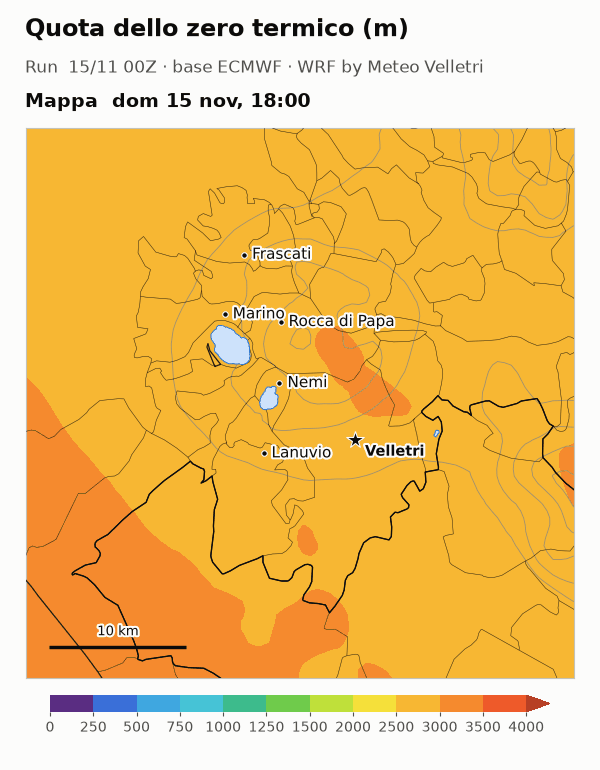 Quota dello zero termico (m)
Run  15/11 00Z · base ECMWF · WRF by Meteo Velletri
Mappa  dom 15 nov, 18:00
Frascati
Marino
Rocca di Papa
Nemi
Velletri
Lanuvio
10 km
0 250 500 750 1000 1250 1500 2000 2500 3000 3500 4000